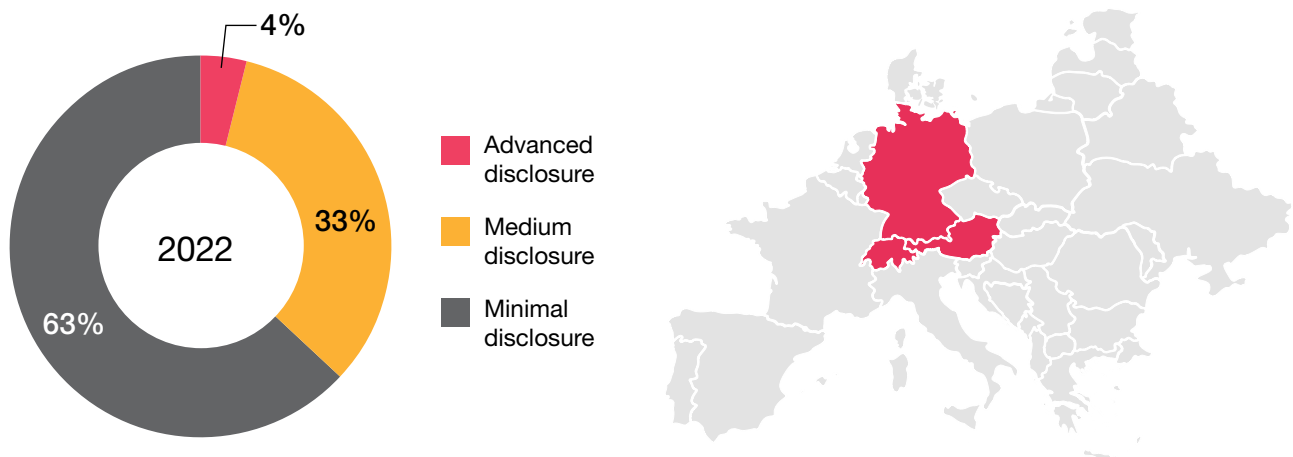 4%
33%
2022
63%
Advanced
disclosure
Medium
disclosure
Minimal
disclosure